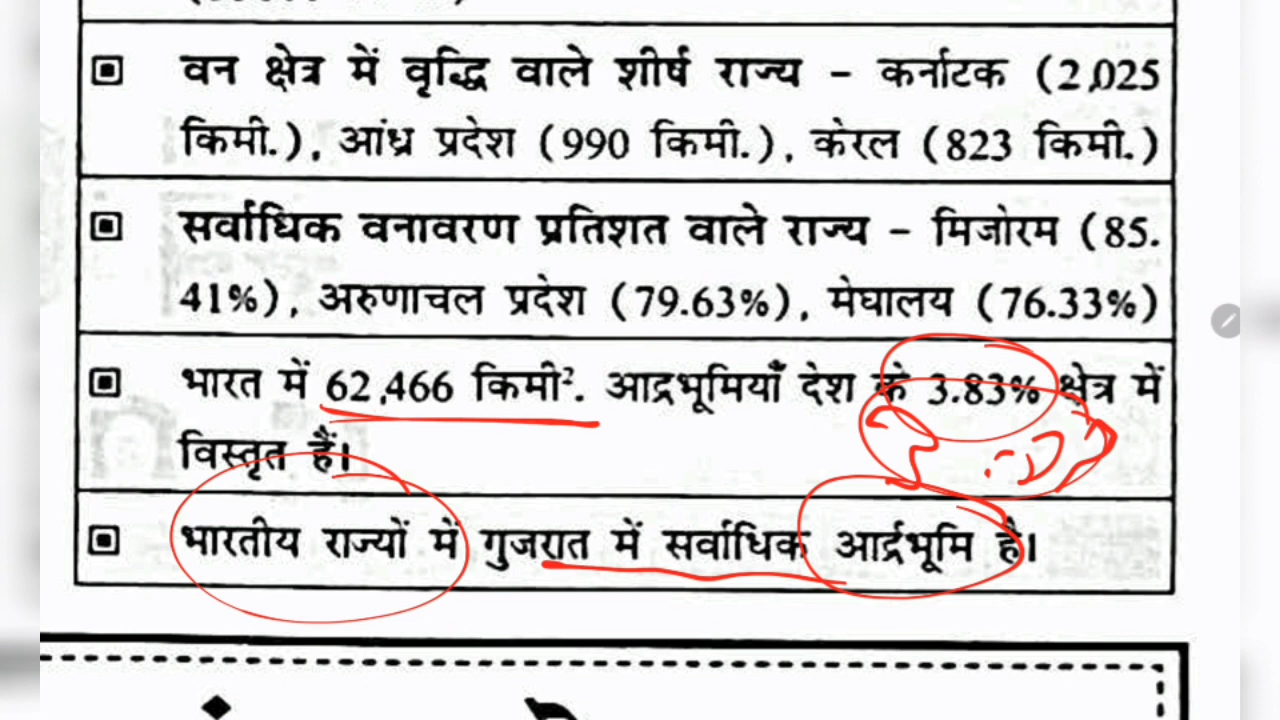 ▣ वन क्षेत्र में वृद्धि वाले शीर्ष राज्य – कर्नाटक (2,025
किमी.), आंध्र प्रदेश (990 किमी.), केरल (823 किमी.)
▣ सर्वाधिक वनावरण प्रतिशत वाले राज्य – मिजोरम (85.
41%), अरुणाचल प्रदेश (79.63%), मेघालय (76.33%)
▣ भारत में 62,466 किमी². आद्रभूमियाँ देश के 3.83% क्षेत्र में
विस्तृत हैं।
▣ भारतीय राज्यों में गुजरात में सर्वाधिक आर्द्रभूमि है।